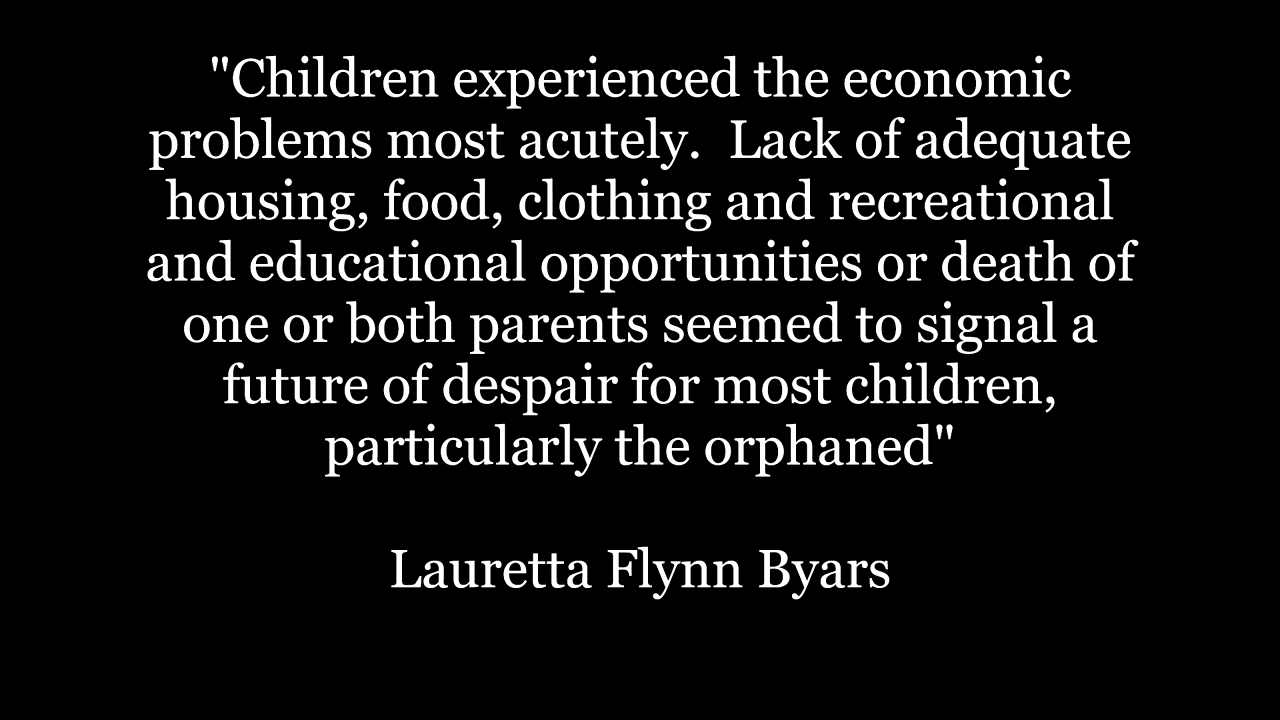 "Children experienced the economic
problems most acutely.  Lack of adequate
housing, food, clothing and recreational
and educational opportunities or death of
one or both parents seemed to signal a
future of despair for most children,
particularly the orphaned"
Lauretta Flynn Byars